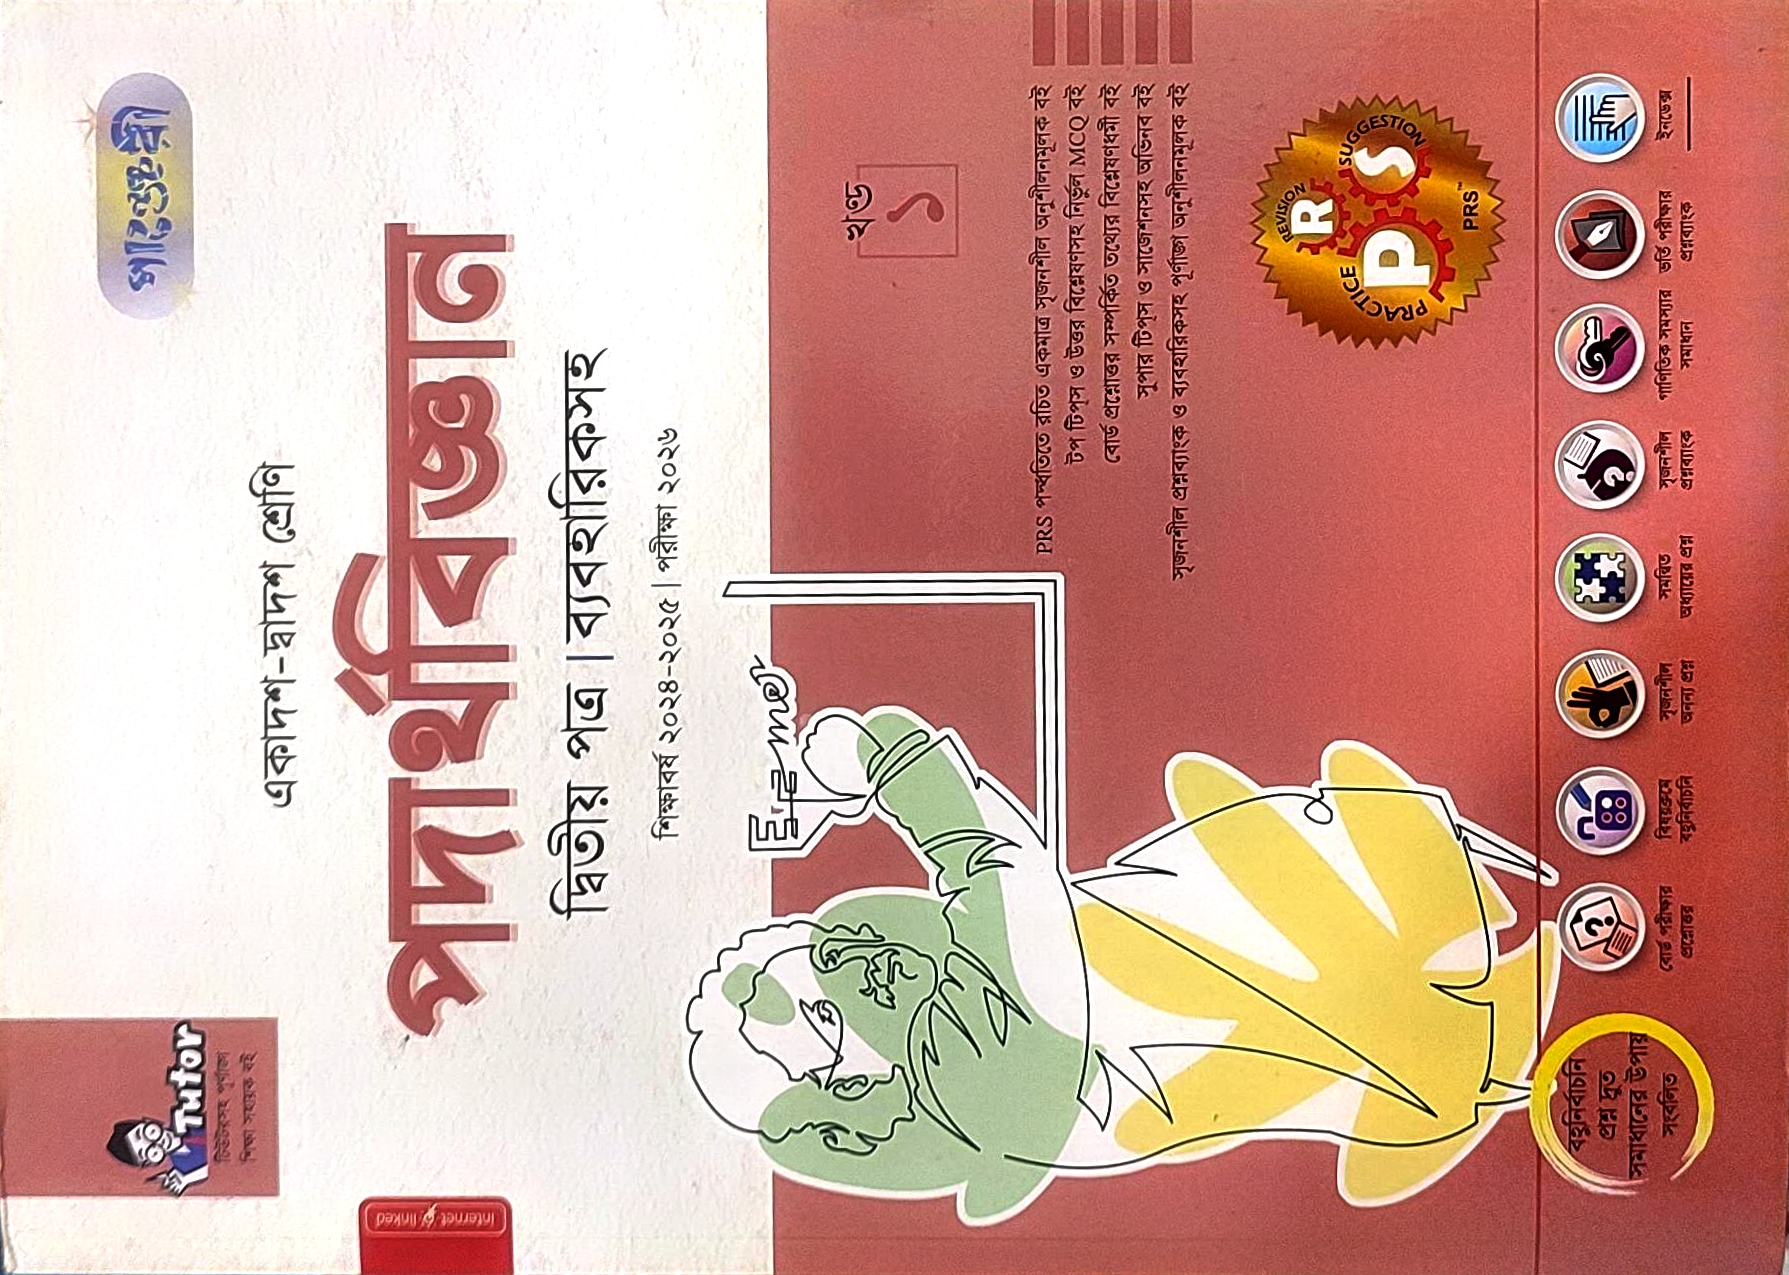 Tutor
টিউটরসহ পূর্ণাঙ্গ
শিক্ষা সহায়ক বই
পাঞ্জেরী
একাদশ-দ্বাদশ শ্রেণি
internet linked
পদার্থবিজ্ঞান
দ্বিতীয় পত্র | ব্যবহারিকসহ
শিক্ষাবর্ষ ২০২৪-২০২৫ | পরীক্ষা ২০২৬
খণ্ড
১
PRS পদ্ধতিতে রচিত একমাত্র সৃজনশীল অনুশীলনমূলক বই
টপ টিপ্‌স ও উত্তর বিশ্লেষণসহ নির্ভুল MCQ বই
বোর্ড প্রশ্নোত্তর সম্পর্কিত তথ্যের বিশ্লেষণধর্মী বই
সুপার টিপ্‌স ও সাজেশনসহ অভিনব বই
সৃজনশীল প্রশ্নব্যাংক ও ব্যবহারিকসহ পূর্ণাঙ্গ অনুশীলনমূলক বই
REVISION
PRACTICE
SUGGESTION
R
P S
PRS™
বহুনির্বাচনি
প্রশ্ন দ্রুত
সমাধানের উপায়
সংবলিত
বোর্ড পরীক্ষার
প্রশ্নোত্তর
বিষয়ক্রমে
বহুনির্বাচনি
সৃজনশীল
অনন্য প্রশ্ন
সমন্বিত
অধ্যায়ের প্রশ্ন
সৃজনশীল
প্রশ্নব্যাংক
গাণিতিক সমস্যার
সমাধান
ভর্তি পরীক্ষার
প্রশ্নব্যাংক
ইনডেক্স